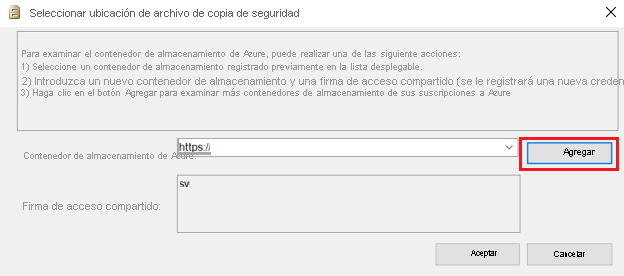 Seleccionar ubicación de archivo de copia de seguridad
Para examinar el contenedor de almacenamiento de Azure, puede realizar una de las siguientes acciones:
1) Seleccione un contenedor de almacenamiento registrado previamente en la lista desplegable.
2) Introduzca un nuevo contenedor de almacenamiento y una firma de acceso compartido (se le registrará una nueva creden
3) Haga clic en el botón Agregar para examinar más contenedores de almacenamiento de sus suscripciones a Azure
Contenedor de almacenamiento de Azure: https:// Agregar
Firma de acceso compartido: sv
Aceptar Cancelar